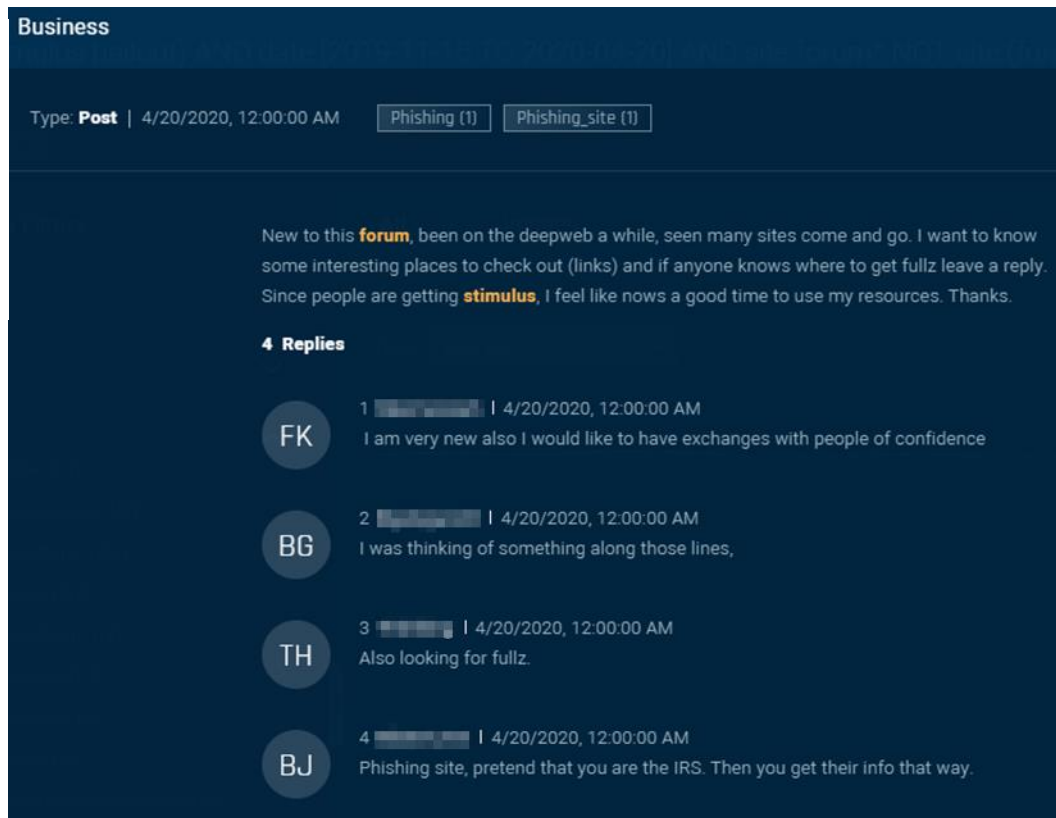 Business
Type: Post | 4/20/2020, 12:00:00 AM Phishing (1) Phishing_site (1)
New to this forum, been on the deepweb a while, seen many sites come and go. I want to know
some interesting places to check out (links) and if anyone knows where to get fullz leave a reply.
Since people are getting stimulus, I feel like nows a good time to use my resources. Thanks.
4 Replies
FK
1 | 4/20/2020, 12:00:00 AM
I am very new also I would like to have exchanges with people of confidence
BG
2 | 4/20/2020, 12:00:00 AM
I was thinking of something along those lines,
TH
3 | 4/20/2020, 12:00:00 AM
Also looking for fullz.
BJ
4 | 4/20/2020, 12:00:00 AM
Phishing site, pretend that you are the IRS. Then you get their info that way.